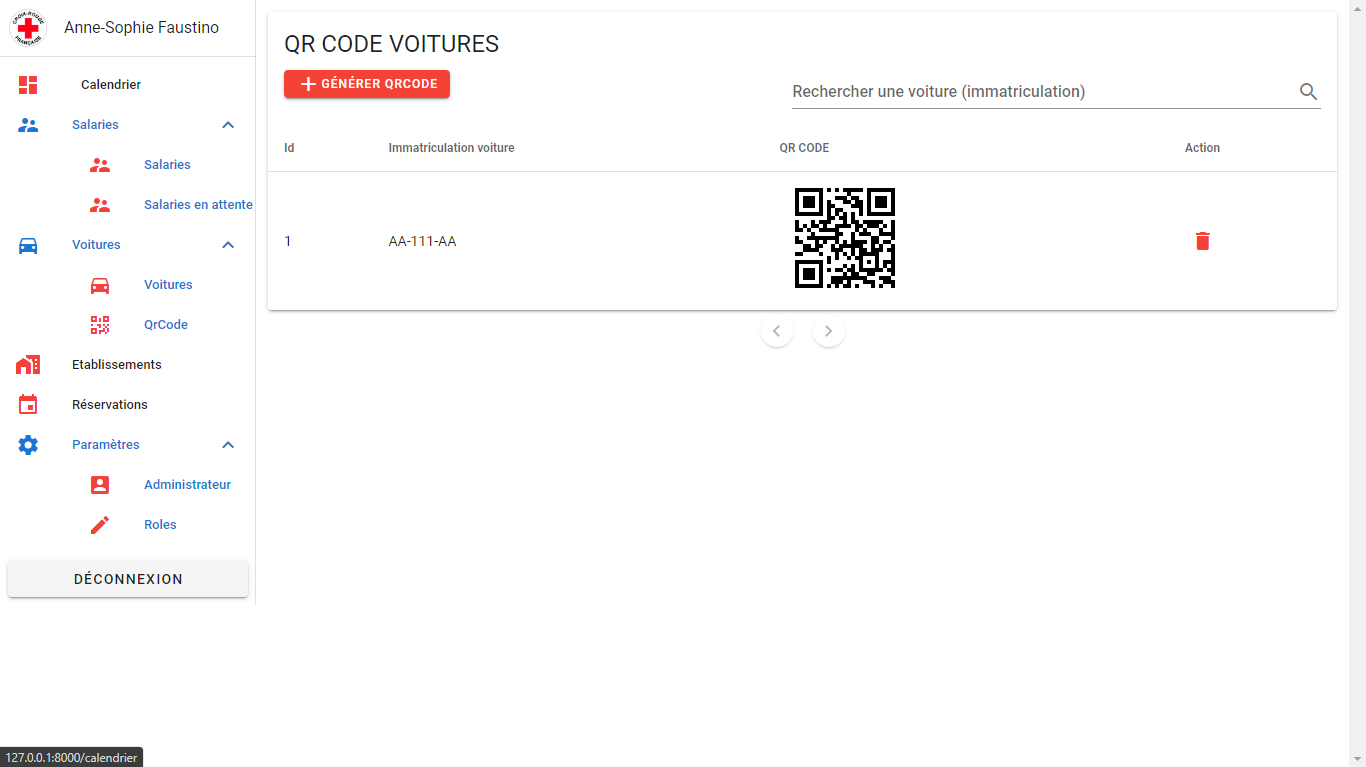 CROIX-ROUGE
FRANÇAISE
Anne-Sophie Faustino
Calendrier
Salaries
Salaries
Salaries en attente
Voitures
Voitures
QrCode
Etablissements
Réservations
Paramètres
Administrateur
Roles
DÉCONNEXION
QR CODE VOITURES
GÉNÉRER QRCODE
Rechercher une voiture (immatriculation)
Id Immatriculation voiture QR CODE Action
1 AA-111-AA
127.0.0.1:8000/calendrier